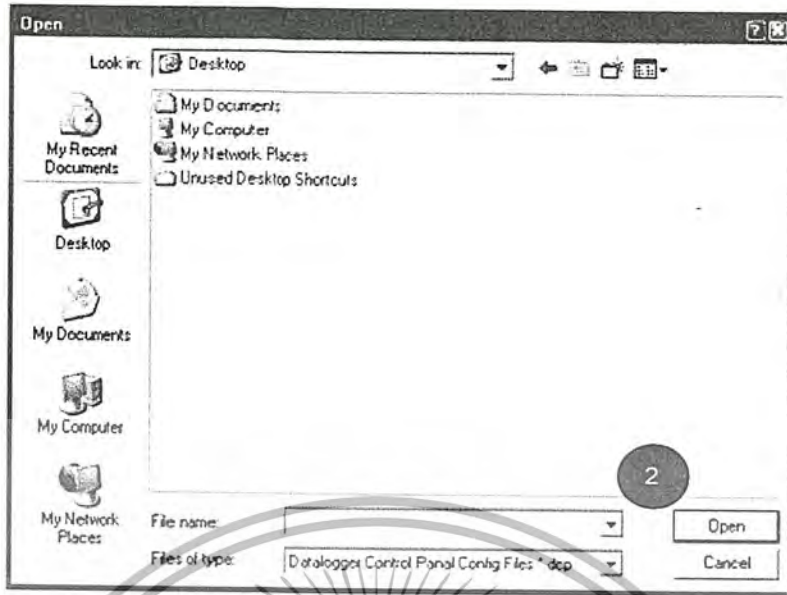 Open
Look in: Desktop
My Recent
Documents
Desktop
My Documents
My Computer
My Network
Places
My Documents
My Computer
My Network Places
Unused Desktop Shortcuts
2
File name:
Open
Files of type: Datalogger Control Panel Config Files *.dcp
Cancel